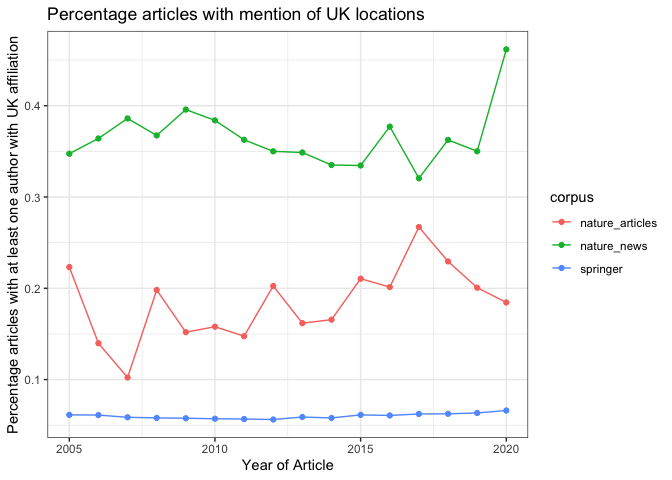 Percentage articles with mention of UK locations
Percentage articles with at least one author with UK affiliation
0.4
0.3
0.2
0.1
2005
2010
2015
2020
Year of Article
corpus
nature_articles
nature_news
springer